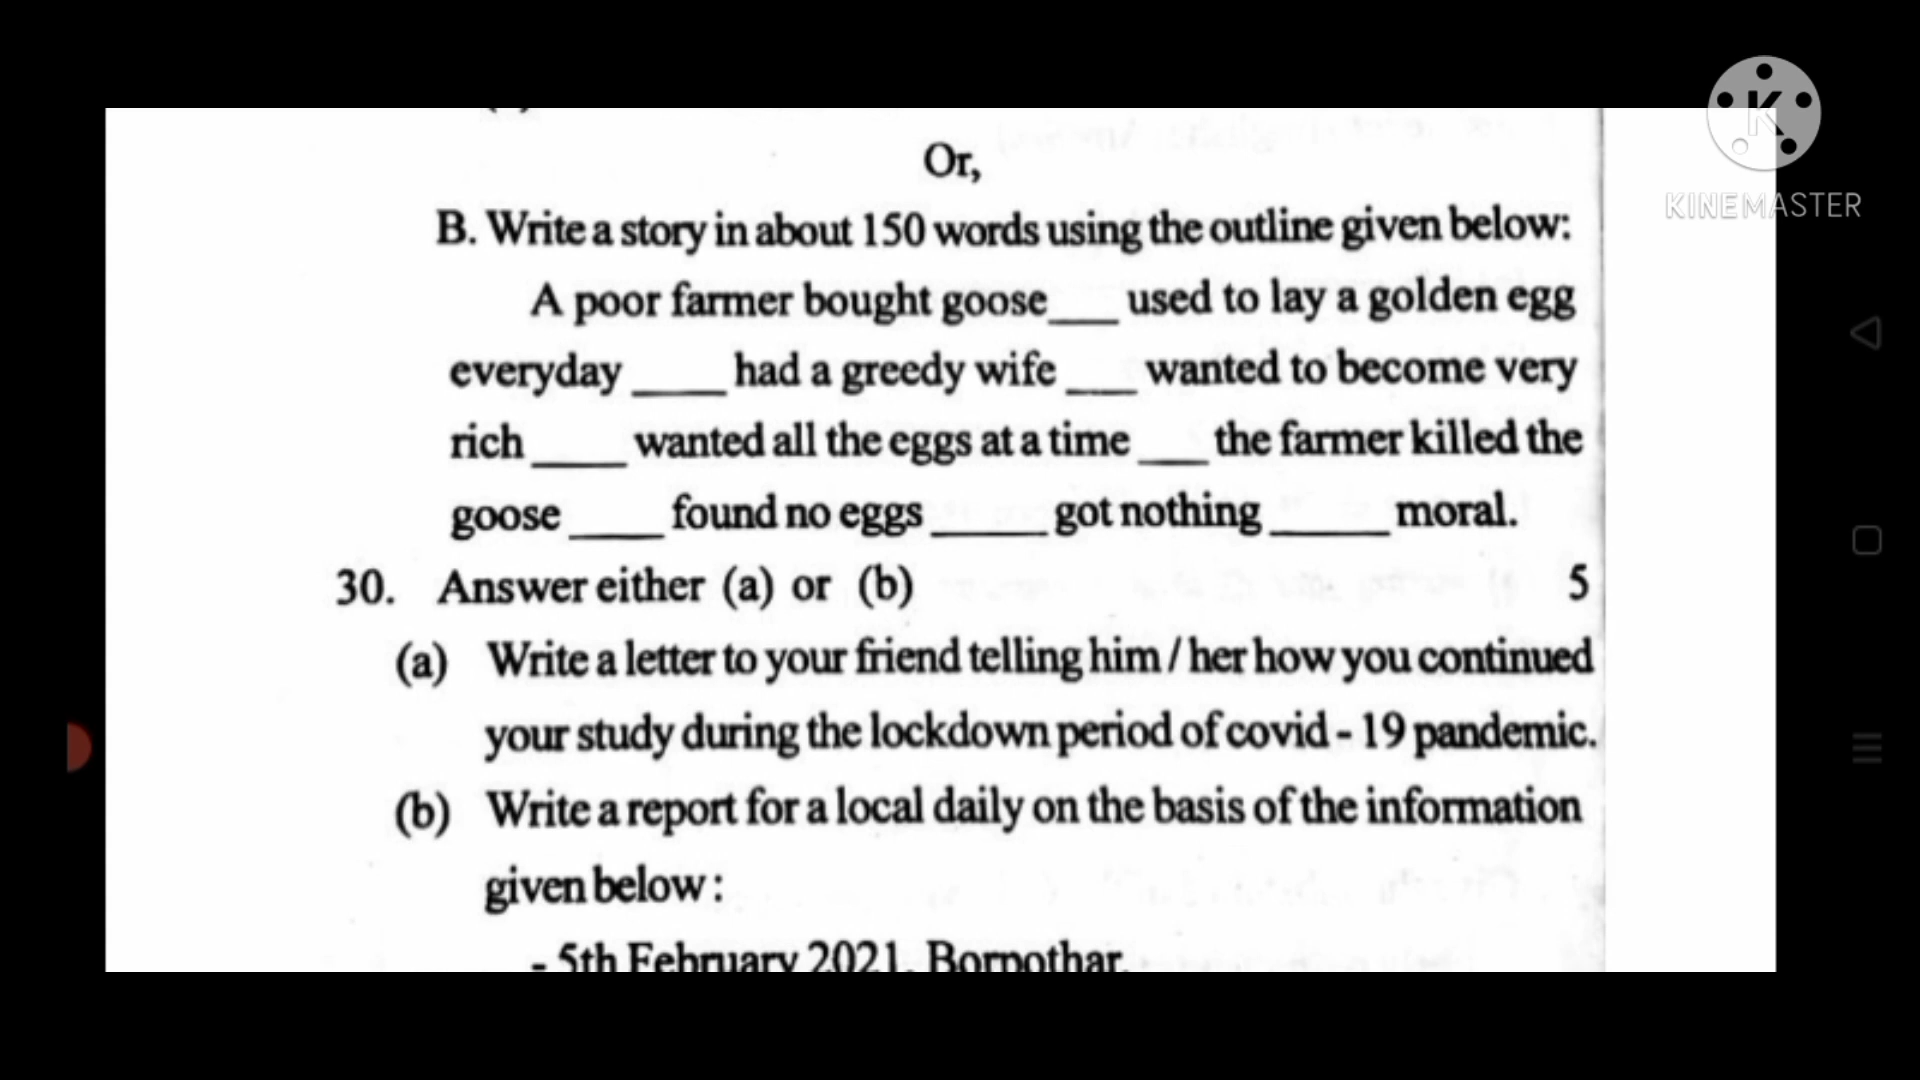 Or,
B. Write a story in about 150 words using the outline given below:
A poor farmer bought goose____ used to lay a golden egg
everyday ____ had a greedy wife ____ wanted to become very
rich ____ wanted all the eggs at a time ____ the farmer killed the
goose ____ found no eggs _____ got nothing _____ moral.
30. Answer either (a) or (b) 5
(a) Write a letter to your friend telling him / her how you continued
your study during the lockdown period of covid - 19 pandemic.
(b) Write a report for a local daily on the basis of the information
given below :
- 5th February 2021, Borpothar.
K
KINEMASTER